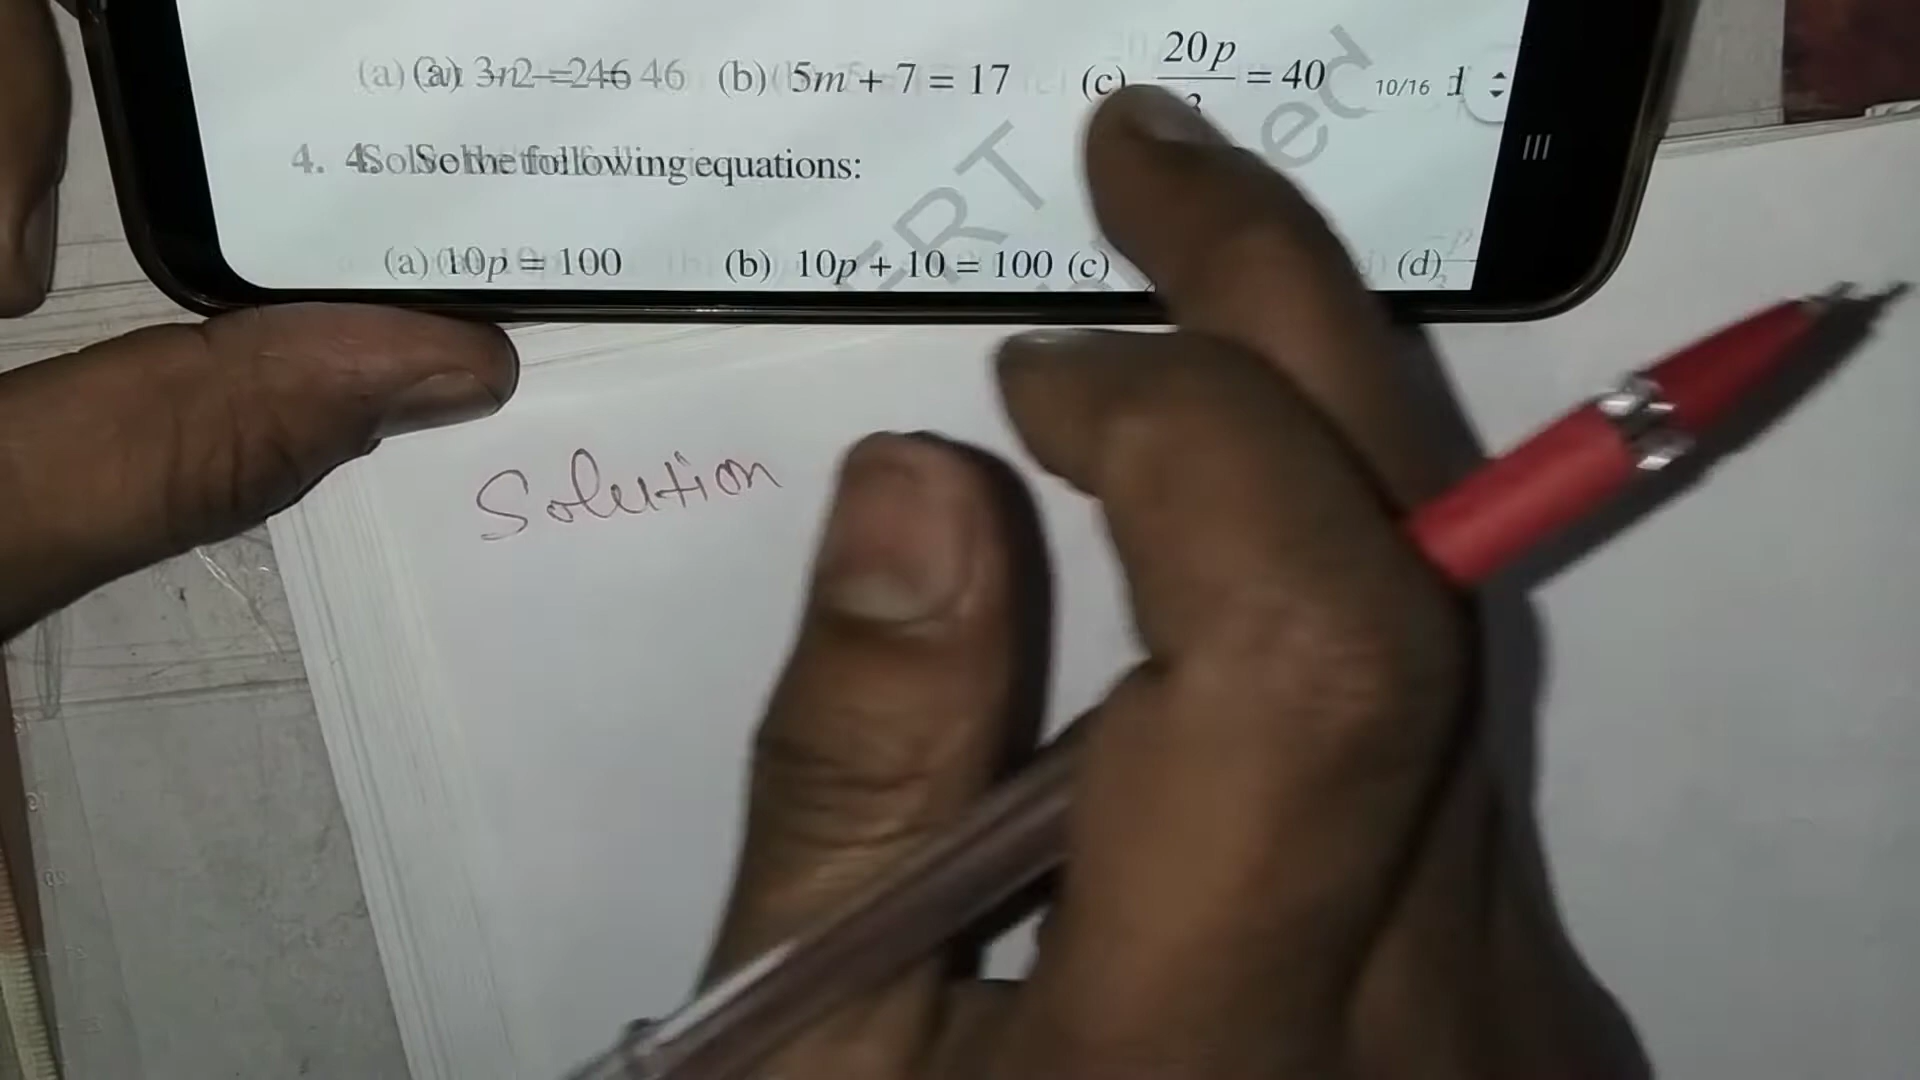 (a) 3n - 2 = 46 (b) 5m + 7 = 17 (c) 20p/3 = 40 10/16
4. Solve the following equations:
(a) 10p = 100 (b) 10p + 10 = 100 (c) (d)
Solution